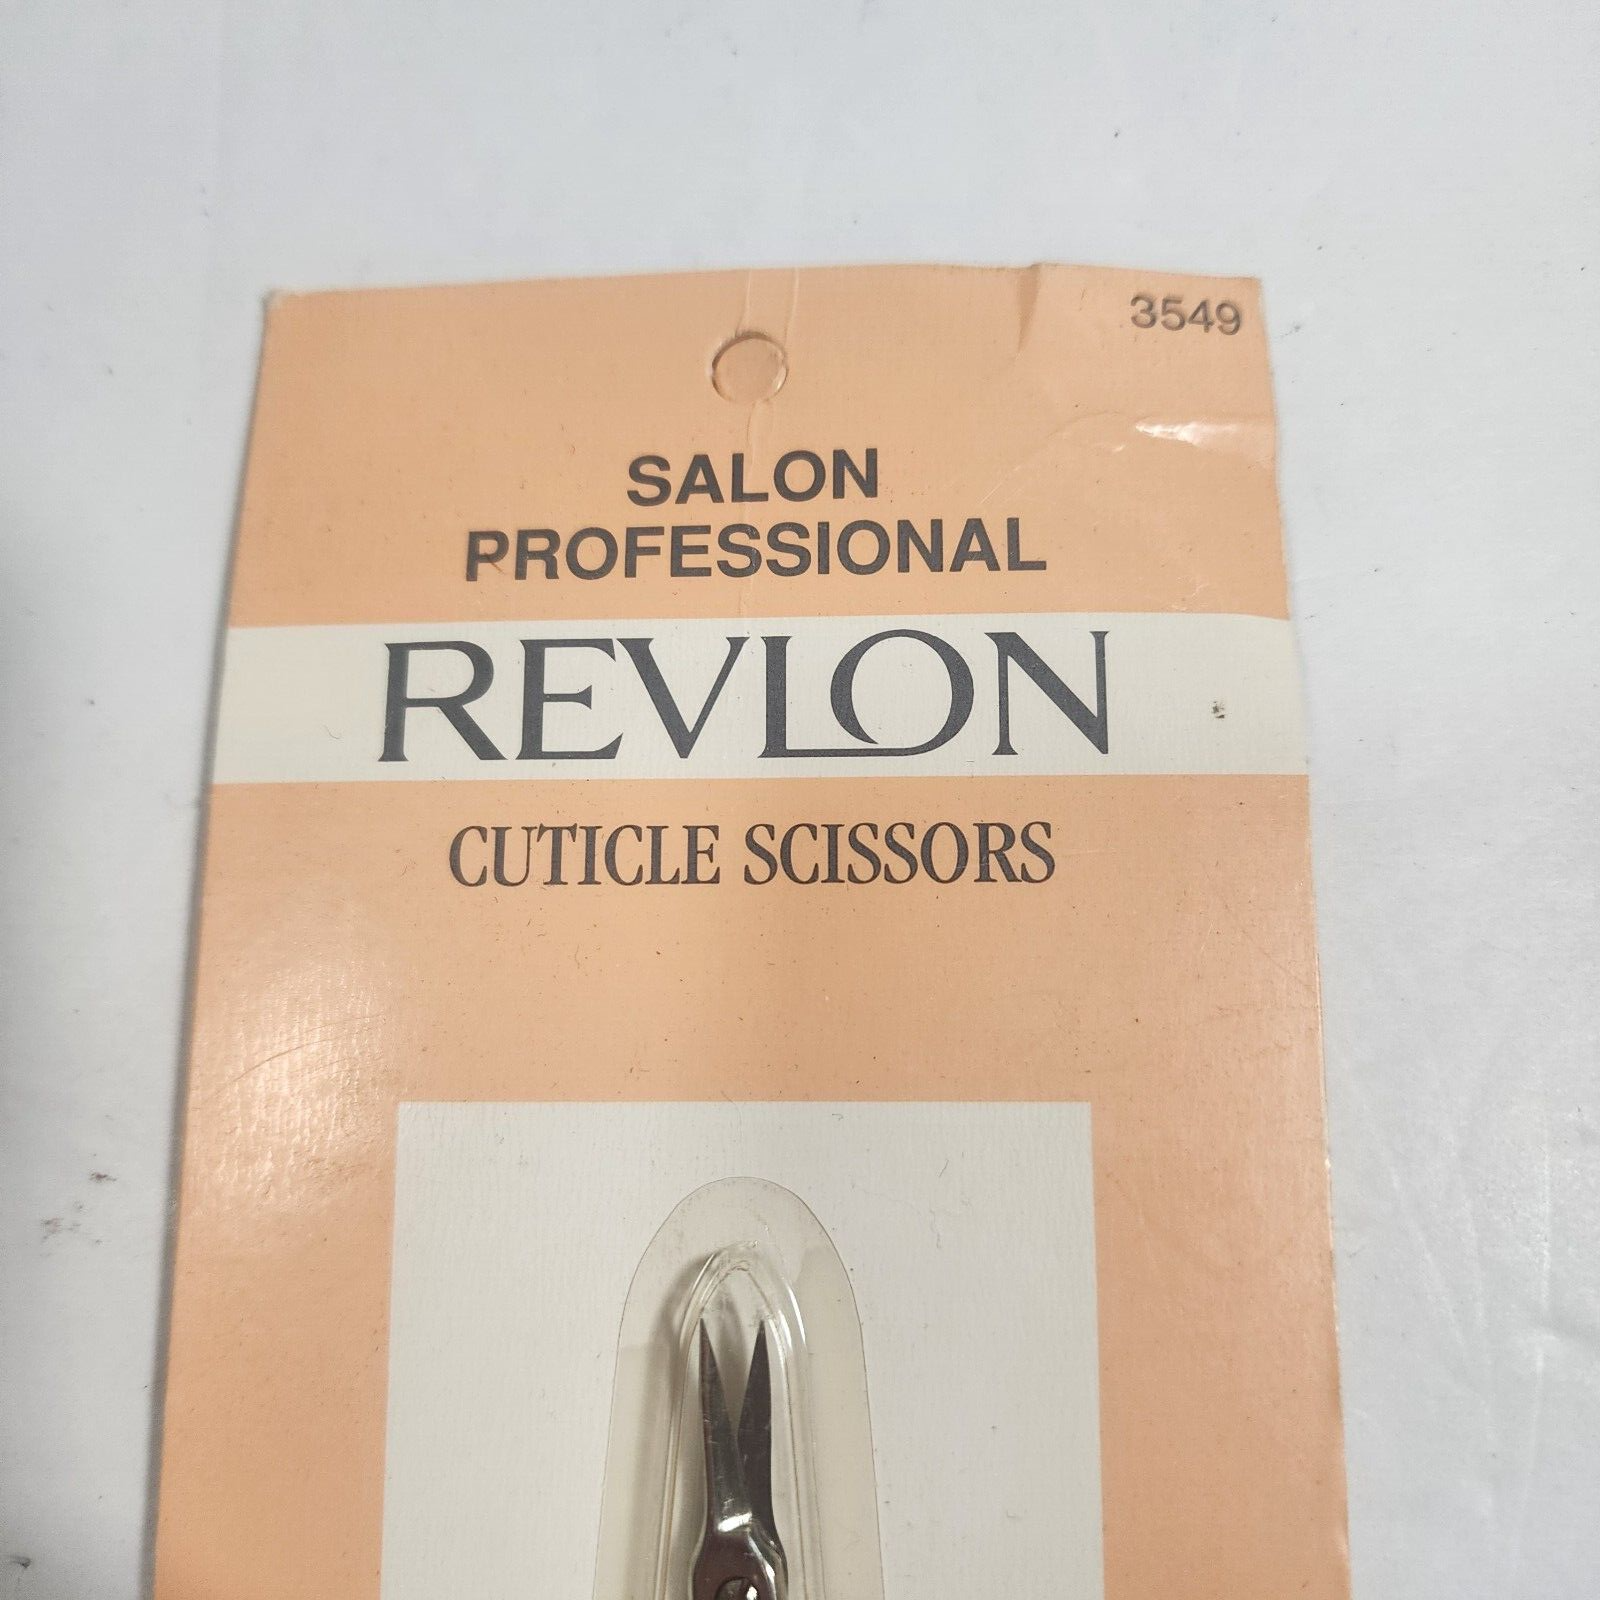 3549
SALON
PROFESSIONAL
REVLON
CUTICLE SCISSORS